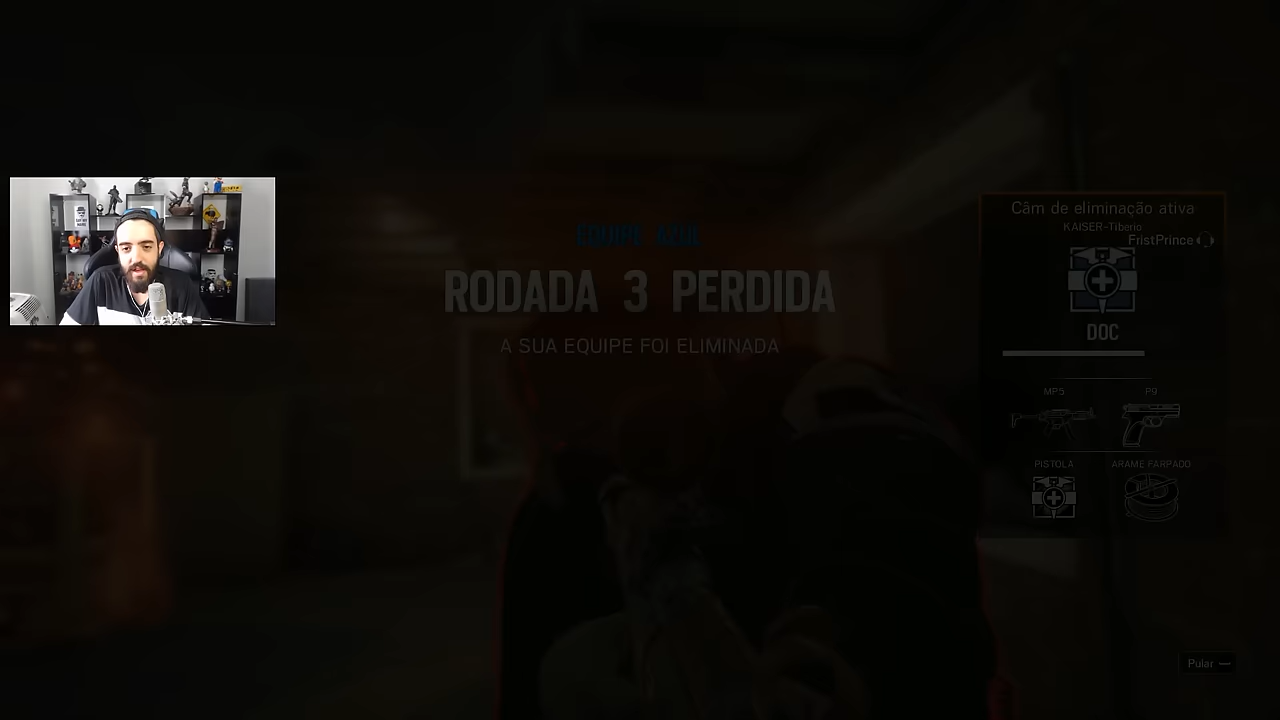 EQUIPE AZUL
RODADA 3 PERDIDA
A SUA EQUIPE FOI ELIMINADA
Câm de eliminação ativa
KAISER-Tiberio
FristPrince
DOC
MP5
P9
PISTOLA
ARAME FARPADO
Pular